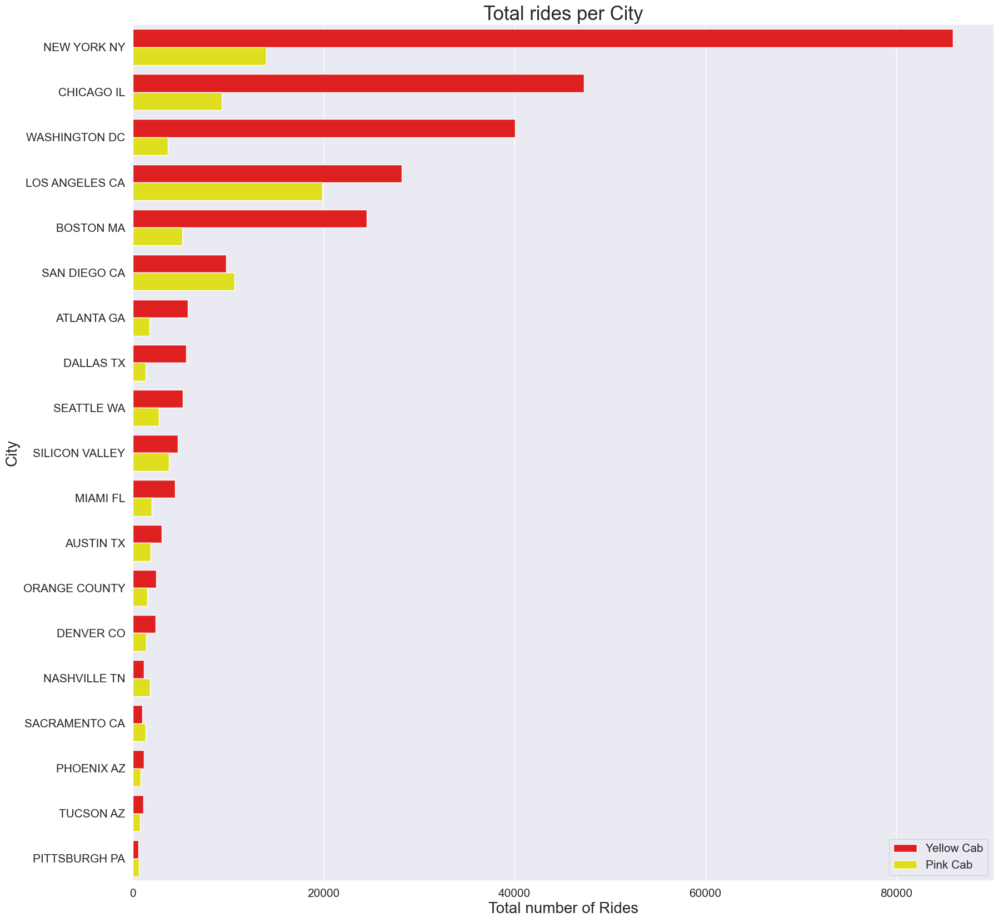 Total rides per City
NEW YORK NY
CHICAGO IL
WASHINGTON DC
LOS ANGELES CA
BOSTON MA
SAN DIEGO CA
ATLANTA GA
DALLAS TX
SEATTLE WA
SILICON VALLEY
MIAMI FL
AUSTIN TX
ORANGE COUNTY
DENVER CO
NASHVILLE TN
SACRAMENTO CA
PHOENIX AZ
TUCSON AZ
PITTSBURGH PA
City
Yellow Cab
Pink Cab
0 20000 40000 60000 80000
Total number of Rides